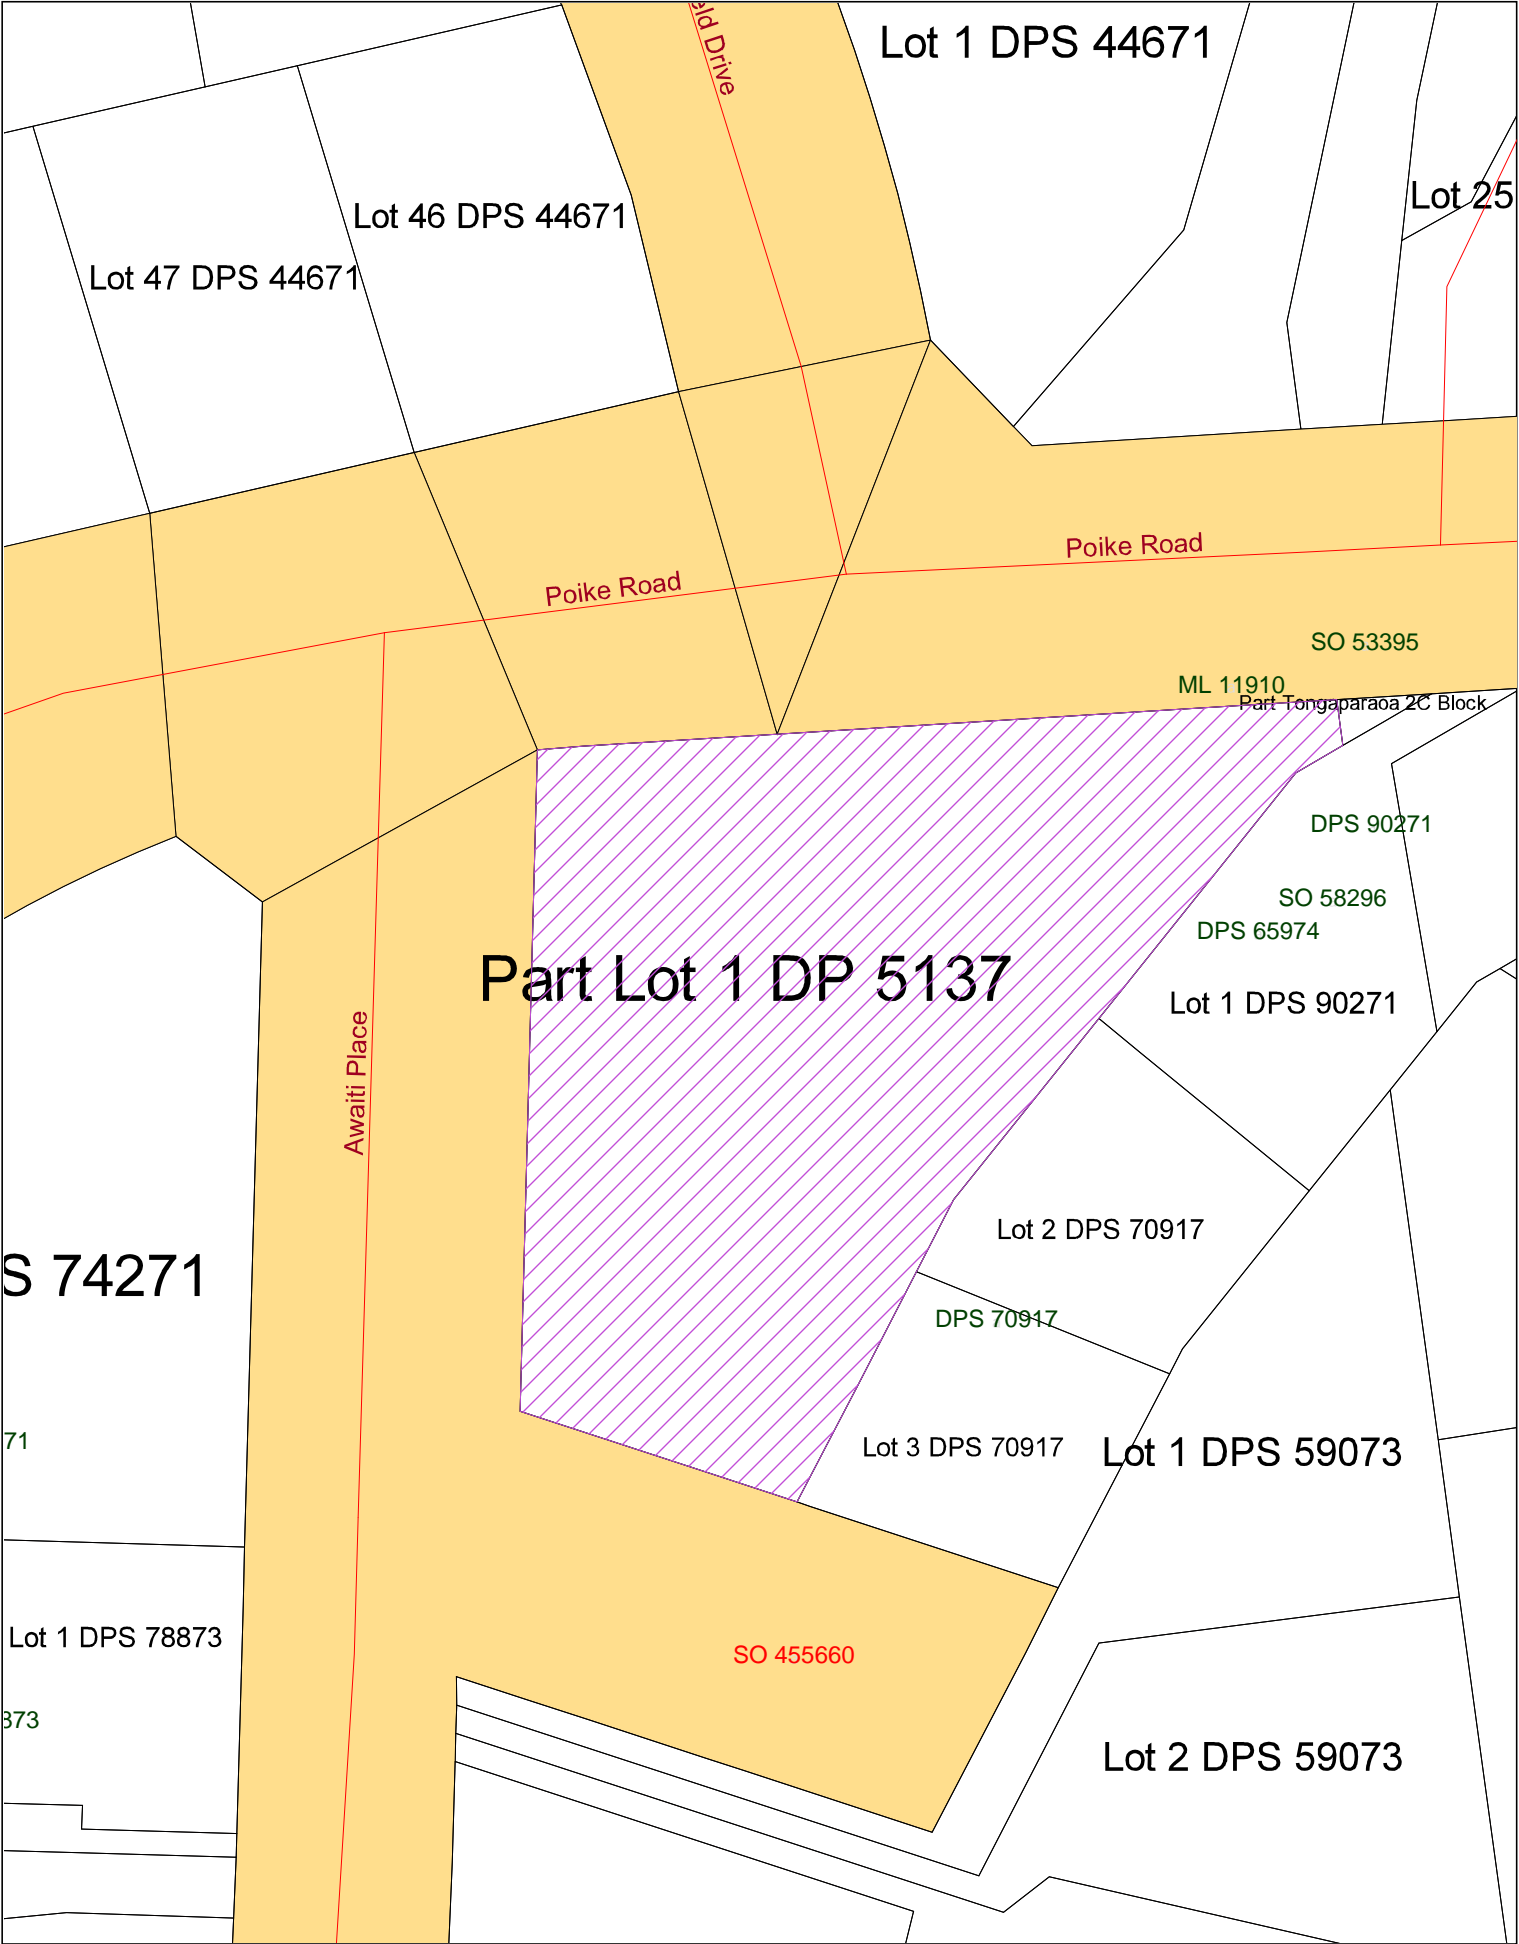 eld Drive
Lot 1 DPS 44671
Lot 25
Lot 46 DPS 44671
Lot 47 DPS 44671
Poike Road
Poike Road
SO 53395
ML 11910
Part Tongaparaoa 2C Block
DPS 90271
SO 58296
DPS 65974
Part Lot 1 DP 5137
Lot 1 DPS 90271
Awaiti Place
Lot 2 DPS 70917
S 74271
DPS 70917
71
Lot 3 DPS 70917
Lot 1 DPS 59073
Lot 1 DPS 78873
SO 455660
873
Lot 2 DPS 59073